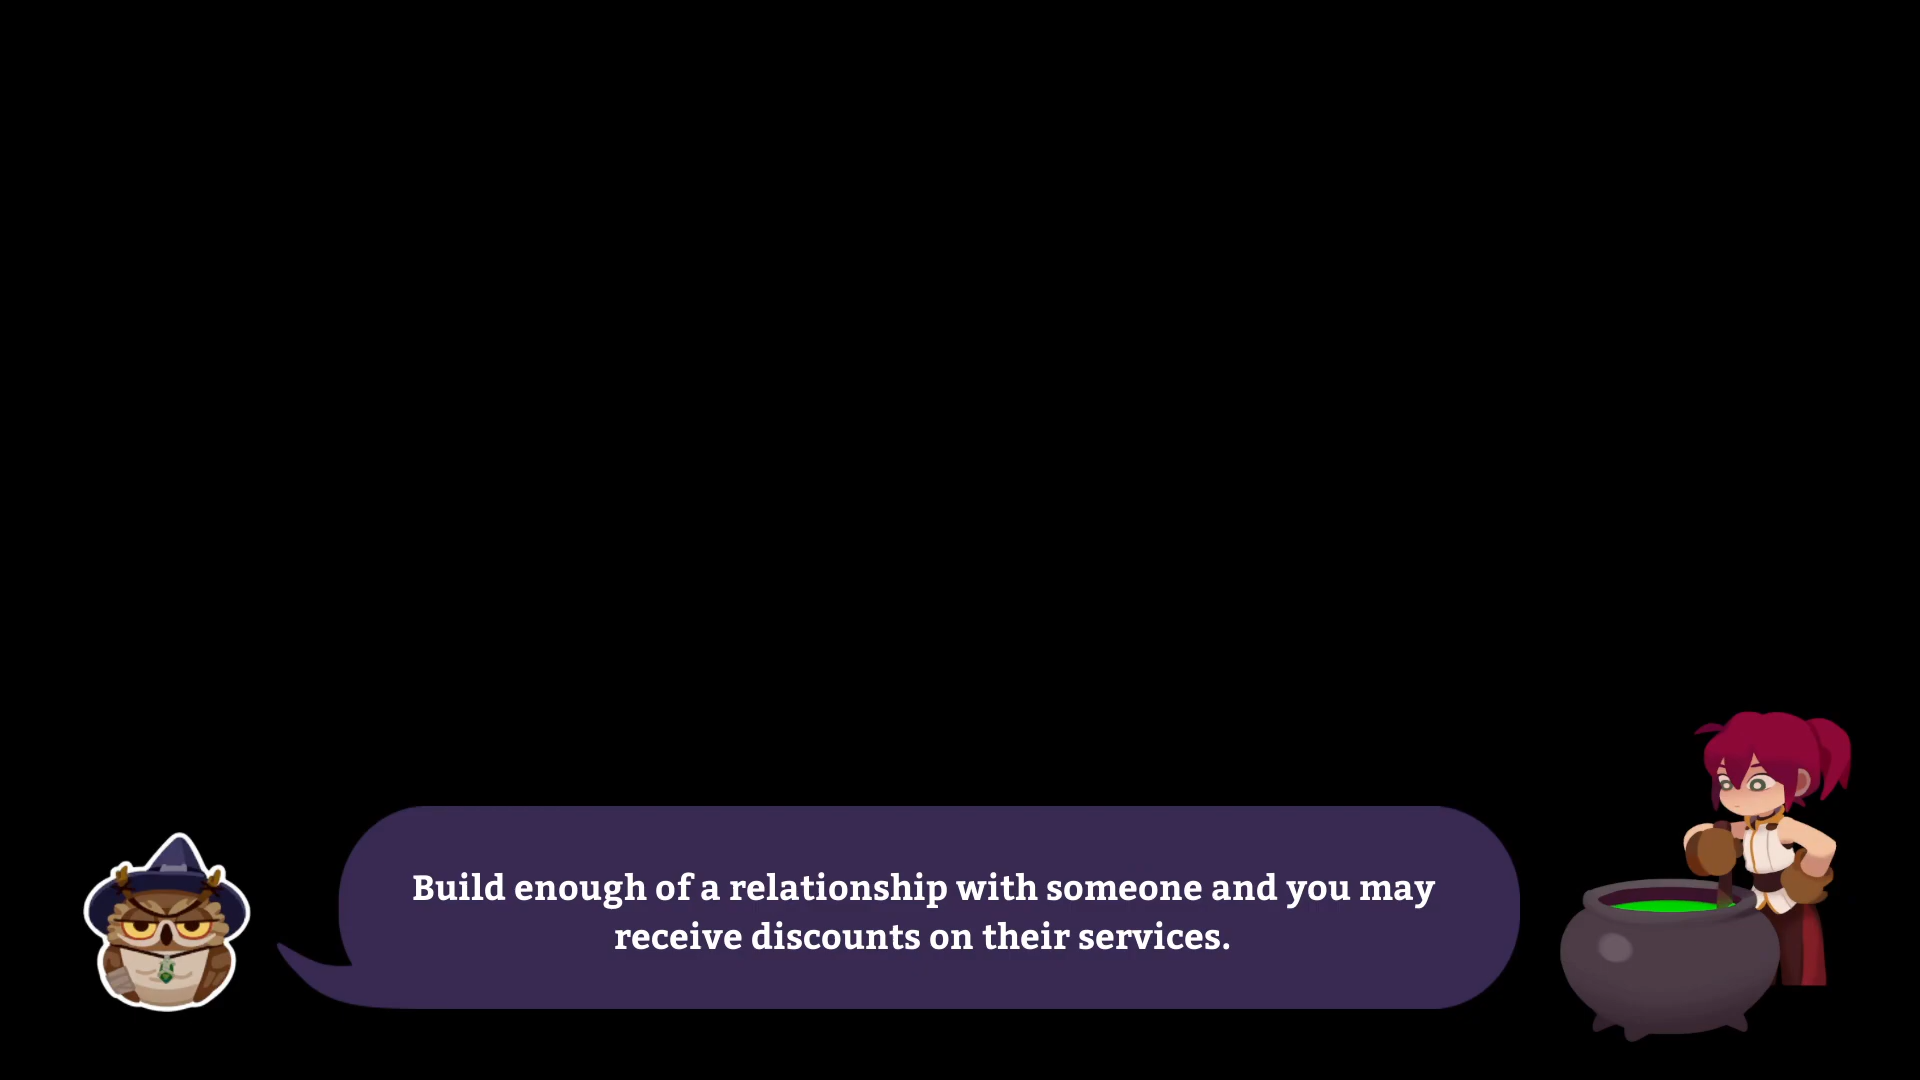 Build enough of a relationship with someone and you may
receive discounts on their services.